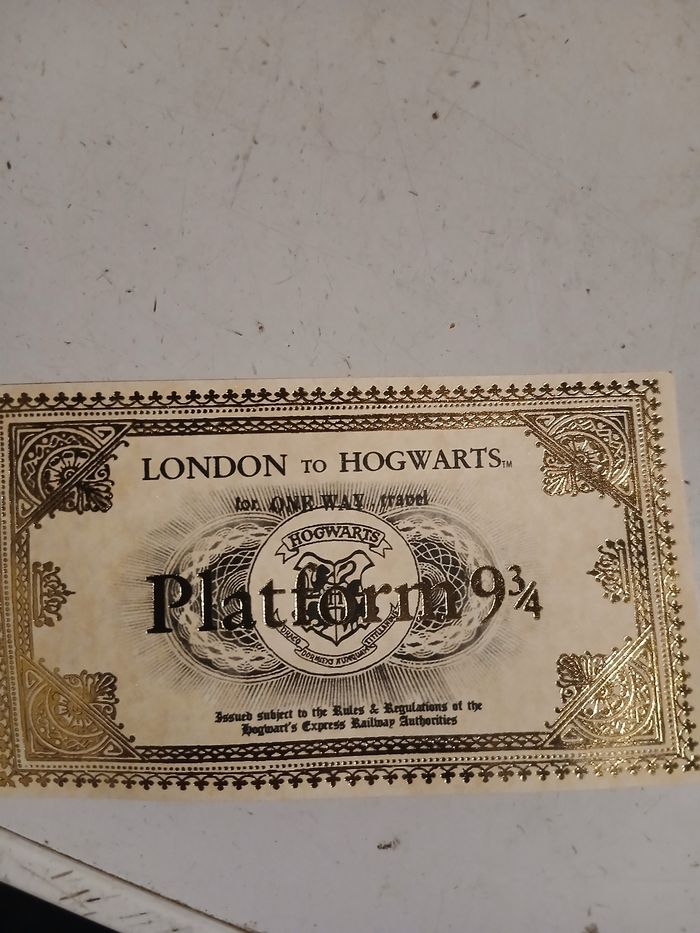 LONDON TO HOGWARTS™
for ONE WAY travel
HOGWARTS
Platform 9¾
DRACO DORMIENS NUNQUAM TITILLANDUS
Issued subject to the Rules & Regulations of the
Hogwart's Express Railway Authorities